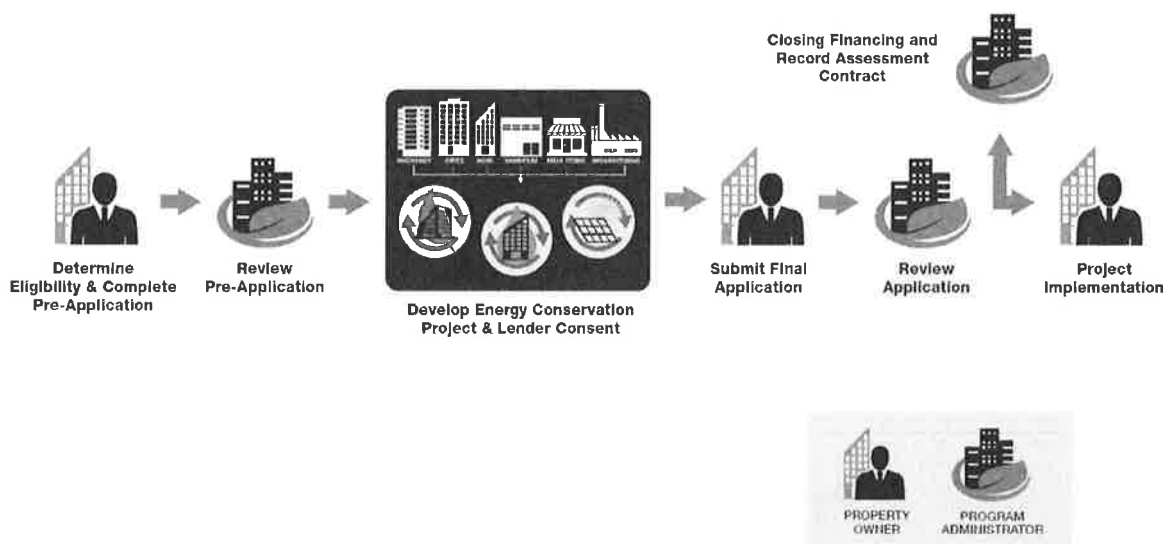 Closing Financing and
Record Assessment
Contract
OFFICE
Determine
Eligibility & Complete
Pre-Application
Review
Pre-Application
Develop Energy Conservation
Project & Lender Consent
Submit Final
Application
Review
Application
Project
Implementation
PROPERTY
OWNER
PROGRAM
ADMINISTRATOR